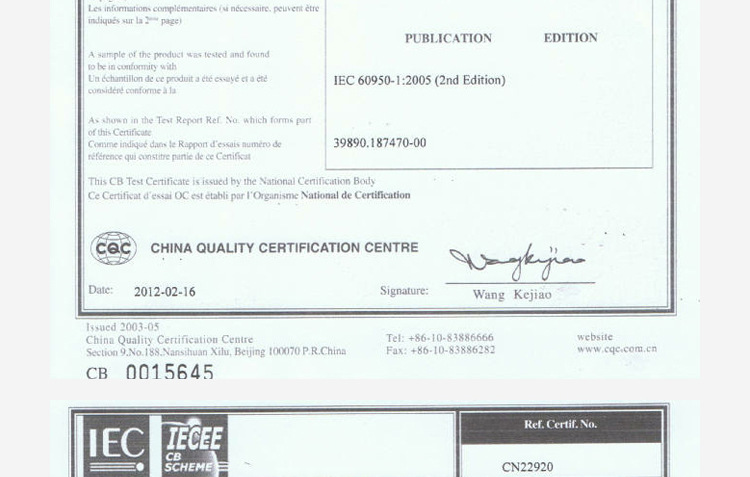 Les informations complémentaires (si nécessaire, peuvent être
indiqués sur la 2ème page)
PUBLICATION EDITION
A sample of the product was tested and found
to be in conformity with
Un échantillon de ce produit a été essayé et a été
considéré conforme à la
IEC 60950-1:2005 (2nd Edition)
As shown in the Test Report Ref. No. which forms part
of this Certificate
Comme indiqué dans le Rapport d'essais numéro de
référence qui constitue partie de ce Certificat
39890.187470-00
This CB Test Certificate is issued by the National Certification Body
Ce Certificat d'essai OC est établi par l'Organisme National de Certification
CQC CHINA QUALITY CERTIFICATION CENTRE
Wangkejiao
Date: 2012-02-16 Signature: Wang Kejiao
Issued 2003-05
China Quality Certification Centre
Section 9,No.188,Nansihuan Xilu, Beijing 100070 P.R.China
Tel: +86-10-83886666
Fax: +86-10-83886282
website
www.cqc.com.cn
CB 0015645
IEC IECEE
CB
SCHEME
Ref. Certif. No.
CN22920